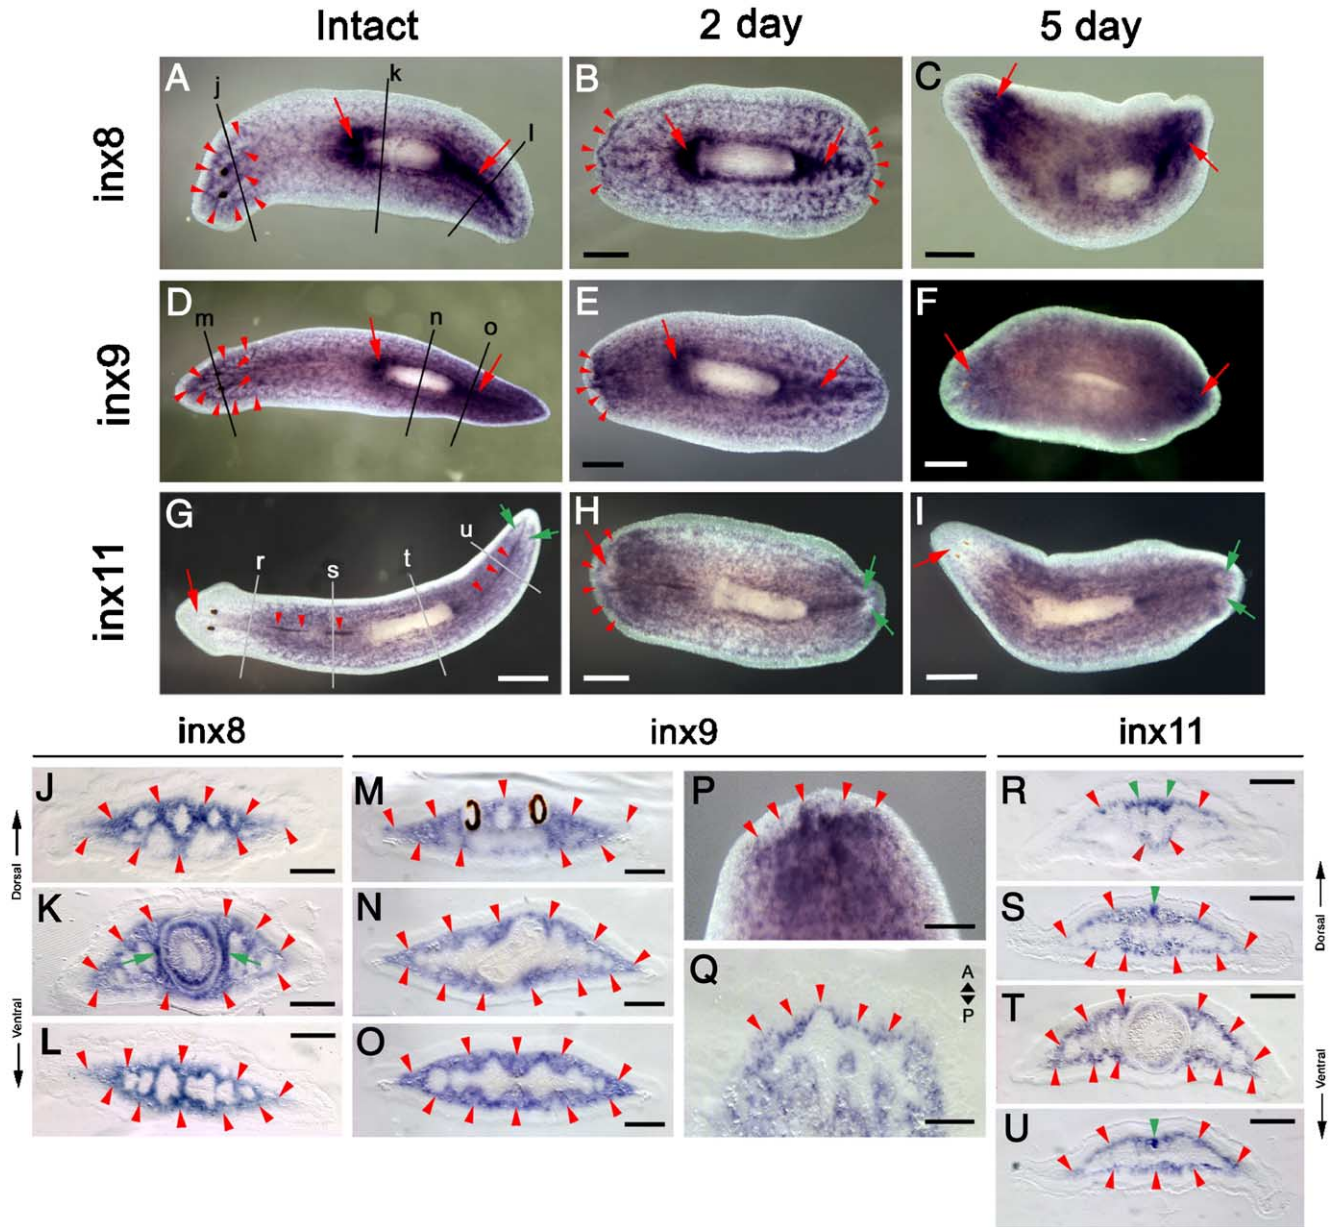 Intact 2 day 5 day
inx8
A j k l
B
C
inx9
D m n o
E
F
inx11
G r s t u
H
I
inx8 inx9 inx11
J M P R
Dorsal
K N S
Dorsal
Q A
P
Ventral
L O T
Ventral
U